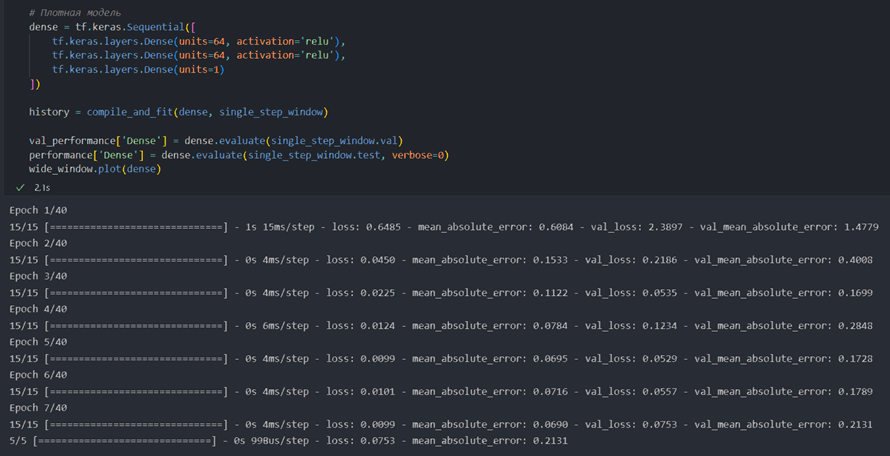 # Плотная модель
dense = tf.keras.Sequential([
    tf.keras.layers.Dense(units=64, activation='relu'),
    tf.keras.layers.Dense(units=64, activation='relu'),
    tf.keras.layers.Dense(units=1)
])
history = compile_and_fit(dense, single_step_window)
val_performance['Dense'] = dense.evaluate(single_step_window.val)
performance['Dense'] = dense.evaluate(single_step_window.test, verbose=0)
wide_window.plot(dense)
✓ 2.1s
Epoch 1/40
15/15 [==============================] - 1s 15ms/step - loss: 0.6485 - mean_absolute_error: 0.6084 - val_loss: 2.3897 - val_mean_absolute_error: 1.4779
Epoch 2/40
15/15 [==============================] - 0s 4ms/step - loss: 0.0450 - mean_absolute_error: 0.1533 - val_loss: 0.2186 - val_mean_absolute_error: 0.4008
Epoch 3/40
15/15 [==============================] - 0s 4ms/step - loss: 0.0225 - mean_absolute_error: 0.1122 - val_loss: 0.0535 - val_mean_absolute_error: 0.1699
Epoch 4/40
15/15 [==============================] - 0s 6ms/step - loss: 0.0124 - mean_absolute_error: 0.0784 - val_loss: 0.1234 - val_mean_absolute_error: 0.2848
Epoch 5/40
15/15 [==============================] - 0s 4ms/step - loss: 0.0099 - mean_absolute_error: 0.0695 - val_loss: 0.0529 - val_mean_absolute_error: 0.1728
Epoch 6/40
15/15 [==============================] - 0s 4ms/step - loss: 0.0101 - mean_absolute_error: 0.0716 - val_loss: 0.0557 - val_mean_absolute_error: 0.1789
Epoch 7/40
15/15 [==============================] - 0s 4ms/step - loss: 0.0099 - mean_absolute_error: 0.0690 - val_loss: 0.0753 - val_mean_absolute_error: 0.2131
5/5 [==============================] - 0s 998us/step - loss: 0.0753 - mean_absolute_error: 0.2131